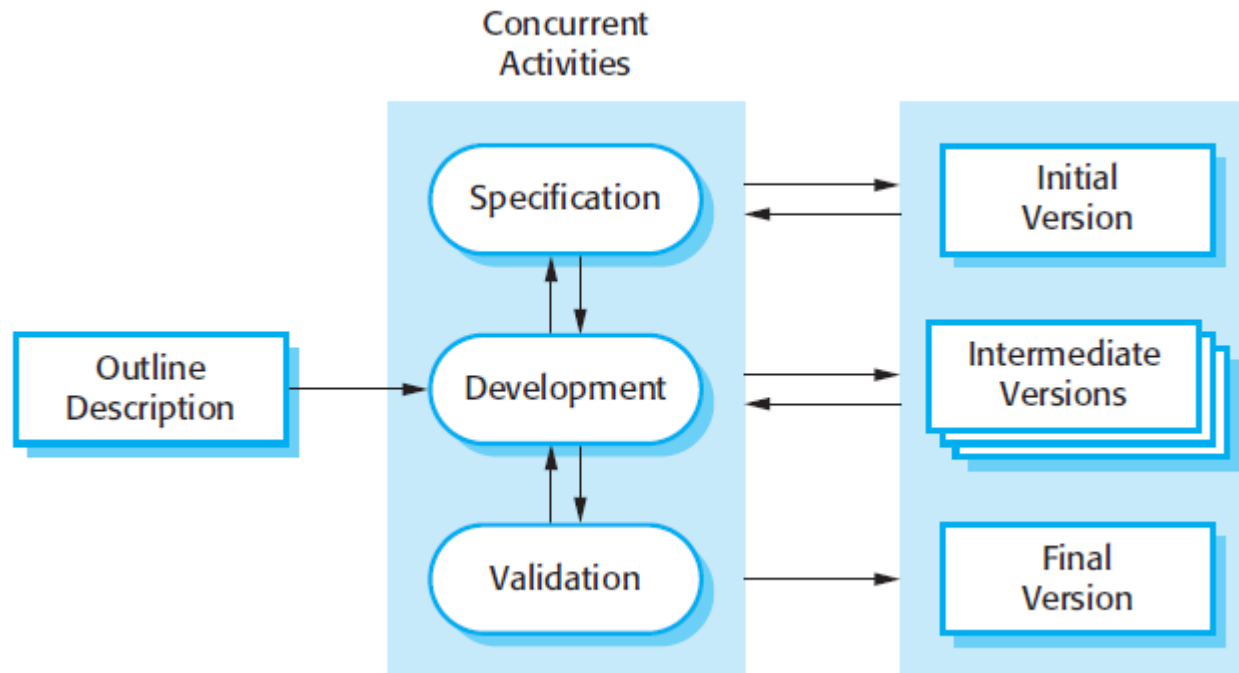 Concurrent
Activities
Specification
Initial
Version
Outline
Description
Development
Intermediate
Versions
Validation
Final
Version